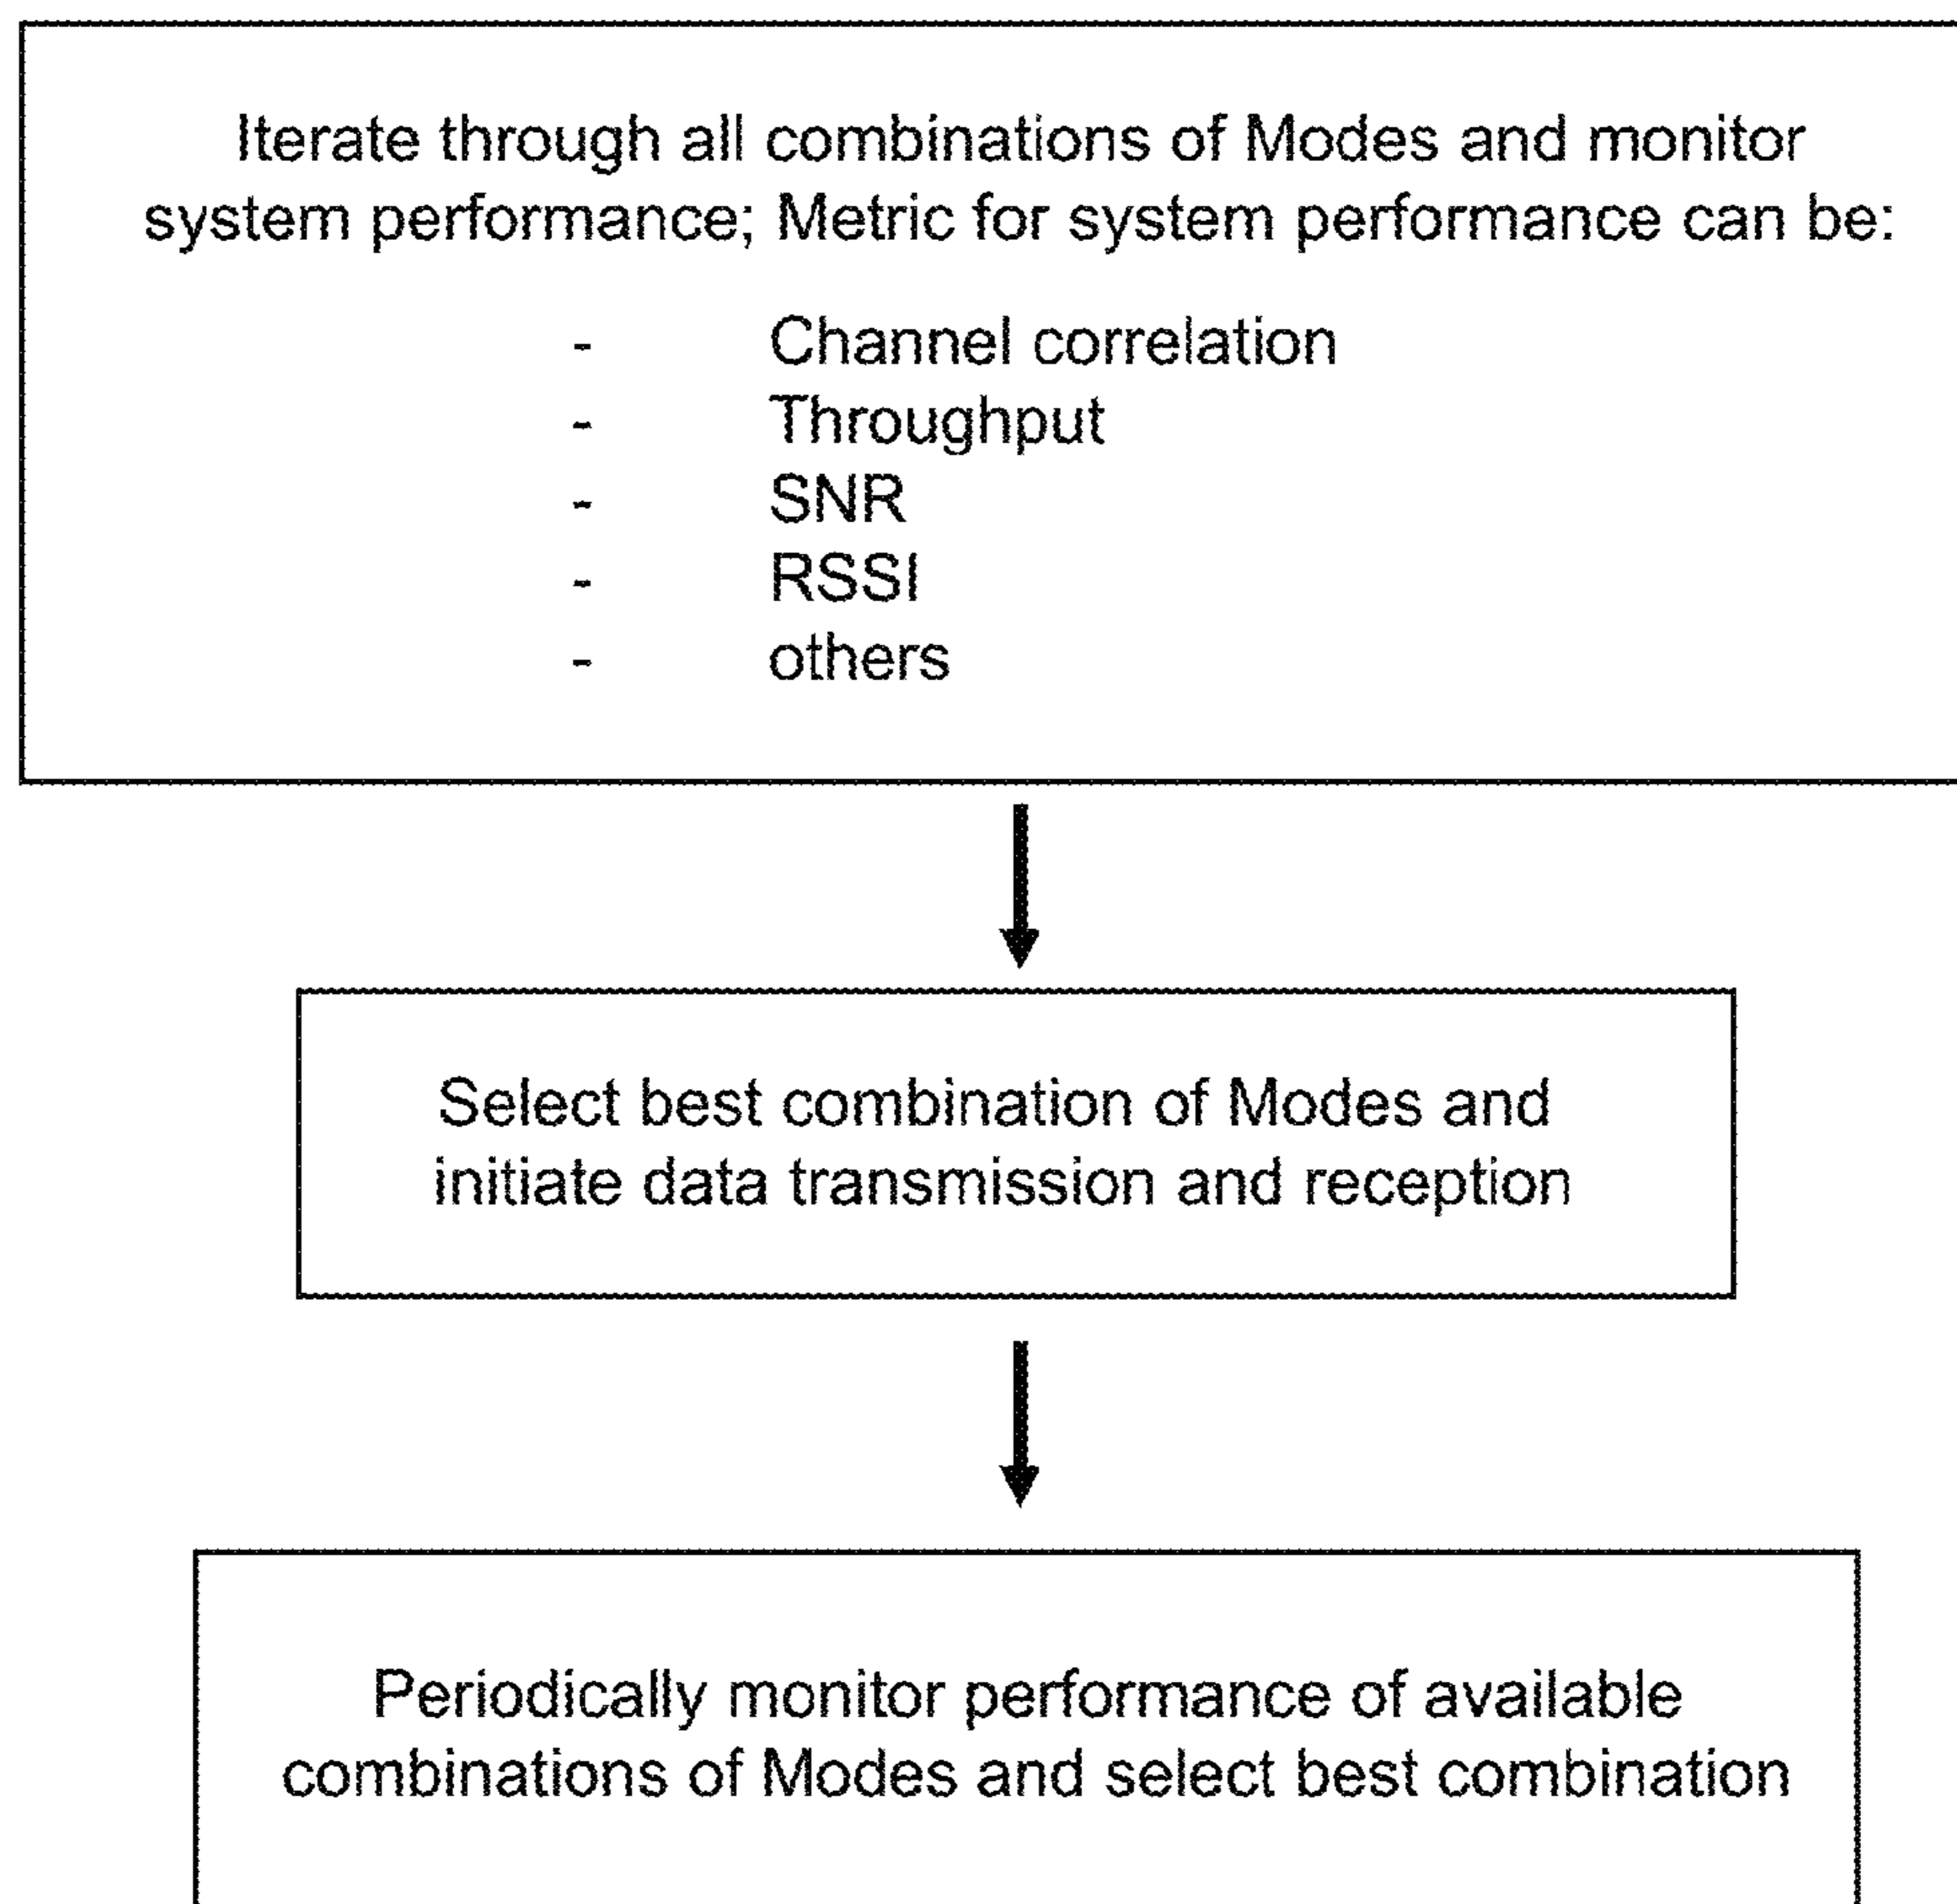 Iterate through all combinations of Modes and monitor
system performance; Metric for system performance can be:
- Channel correlation
- Throughput
- SNR
- RSSI
- others
Select best combination of Modes and
initiate data transmission and reception
Periodically monitor performance of available
combinations of Modes and select best combination